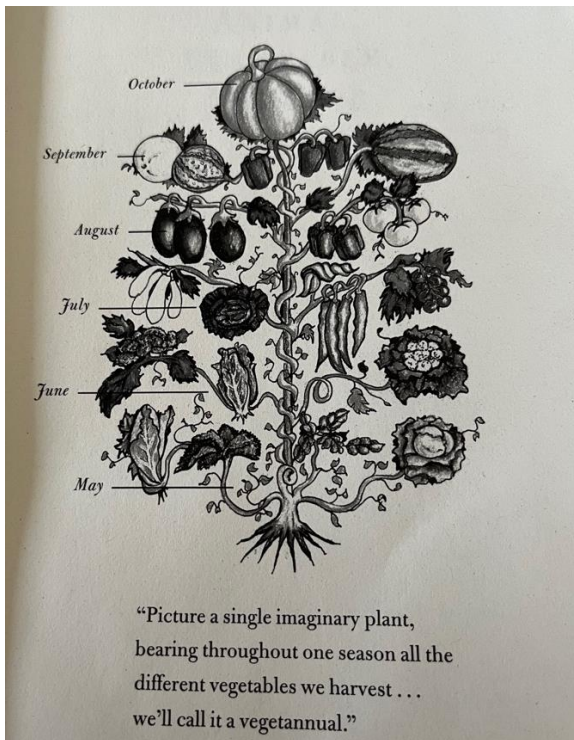 October
September
August
July
June
May
“Picture a single imaginary plant,
bearing throughout one season all the
different vegetables we harvest . . .
we’ll call it a vegetannual.”